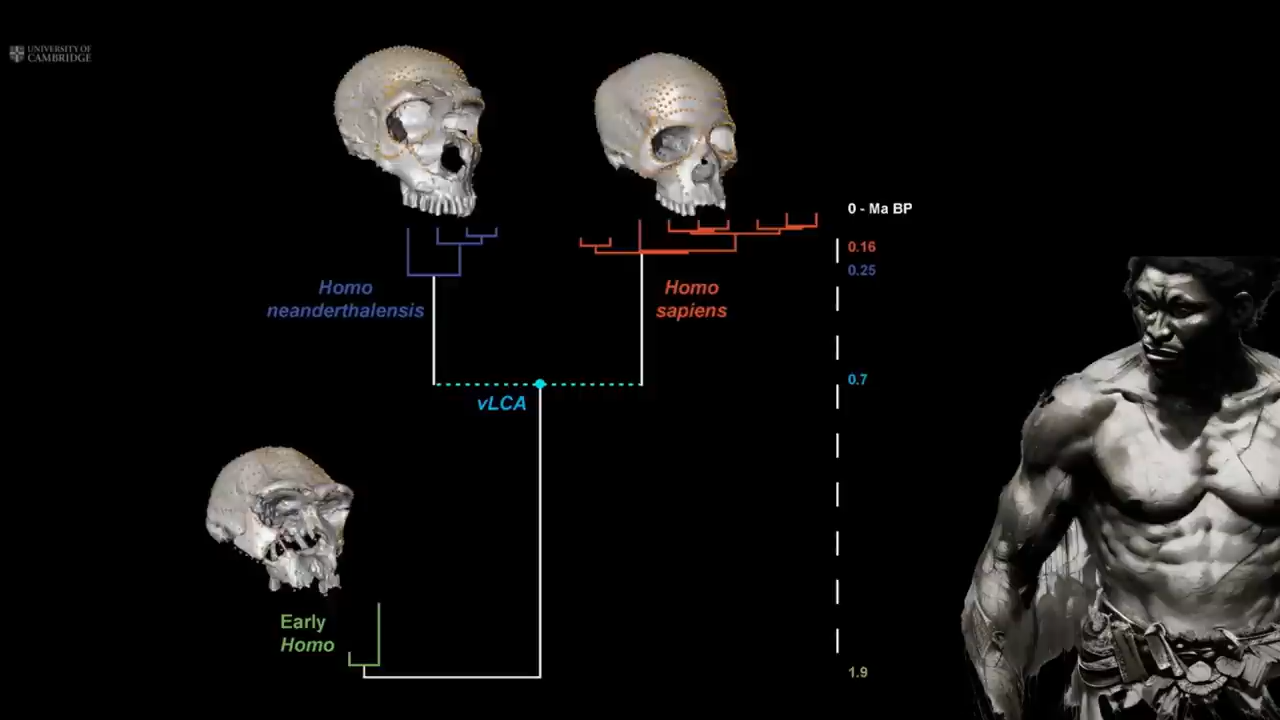 UNIVERSITY OF
CAMBRIDGE
0 - Ma BP
0.16
0.25
Homo
neanderthalensis
Homo
sapiens
0.7
vLCA
Early
Homo
1.9